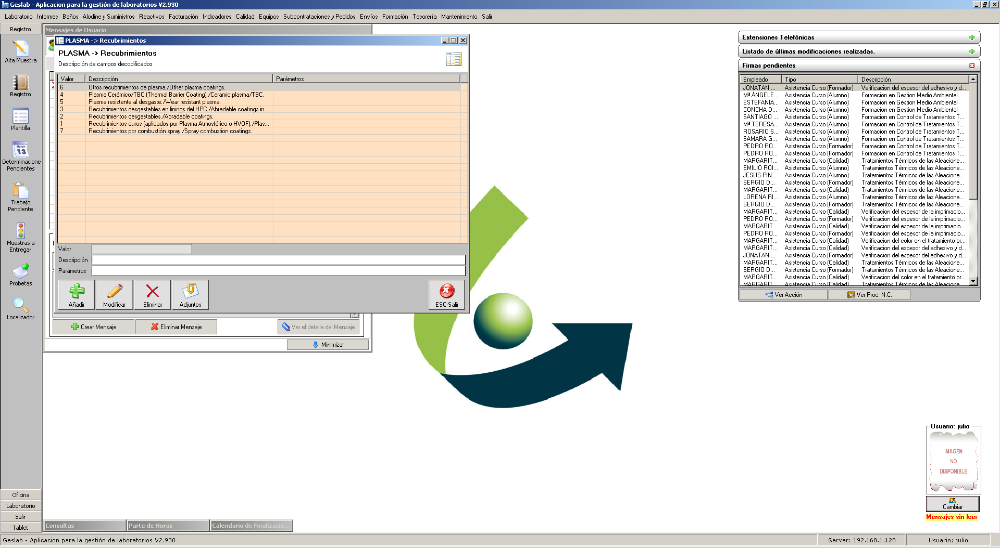 Geslab - Aplicacion para la gestión de laboratorios V2.930
Laboratorio Informes Baños Alodine y Suministros Reactivos Facturación Indicadores Calidad Equipos Subcontrataciones y Pedidos Envíos Formación Tesorería Mantenimiento Salir
Registro
Alta Muestra
Registro
Plantilla
March
13
Determinacione
Pendientes
Trabajo
Pendiente
Muestras a
Entregar
Probetas
Localizador
Oficina
Laboratorio
Salir
Tablet
Mensajes de Usuario
PLASMA -> Recubrimientos
PLASMA -> Recubrimientos
Descripción de campos decodificados
Valor Descripción Parámetros
6 Otros recubrimientos de plasma./Other plasma coatings.
4 Plasma Cerámico/TBC (Thermal Barrier Coating)./Ceramic plasma/TBC.
5 Plasma resistente al desgaste./Wear resistant plasma.
3 Recubrimientos desgastables en linings del HPC./Abradable coatings in...
2 Recubrimientos desgastables./Abradable coatings.
1 Recubrimientos duros (aplicados por Plasma Atmosférico o HVOF)./Plas...
7 Recubrimientos por combustión spray./Spray combustion coatings.
Valor
Descripción
Parámetros
Añadir Modificar Eliminar Adjuntos ESC-Salir
Crear Mensaje Eliminar Mensaje Ver el detalle del Mensaje
Minimizar
Consultas Parte de Horas Calendario de Finalizació...
Extensiones Telefónicas
Listado de últimas modificaciones realizadas.
Firmas pendientes
Empleado Tipo Descripción
JONATAN ... Asistencia Curso (Formador) Verificacion del espesor del adhesivo y d...
Mª ÁNGELE... Asistencia Curso (Alumno) Formacion en Gestion Medio Ambiental
ESTEFANIA... Asistencia Curso (Alumno) Formacion en Gestion Medio Ambiental
CONCHA D... Asistencia Curso (Alumno) Formacion en Gestion Medio Ambiental
SANTIAGO ... Asistencia Curso (Alumno) Formacion en Control de Tratamientos T...
Mª TERESA... Asistencia Curso (Alumno) Formacion en Control de Tratamientos T...
ROSARIO S... Asistencia Curso (Alumno) Formacion en Control de Tratamientos T...
SAMARA G... Asistencia Curso (Alumno) Formacion en Control de Tratamientos T...
PEDRO RO... Asistencia Curso (Formador) Formacion en Control de Tratamientos T...
PEDRO RO... Asistencia Curso (Formador) Formacion en Control de Tratamientos T...
MARGARIT... Asistencia Curso (Calidad) Tratamientos Térmicos de las Aleacione...
EMILIO ROI... Asistencia Curso (Alumno) Tratamientos Térmicos de las Aleacione...
JESUS PIN... Asistencia Curso (Alumno) Tratamientos Térmicos de las Aleacione...
SERGIO D... Asistencia Curso (Formador) Tratamientos Térmicos de las Aleacione...
MARGARIT... Asistencia Curso (Calidad) Tratamientos Térmicos de las Aleacione...
LORENA RI... Asistencia Curso (Alumno) Tratamientos Térmicos de las Aleacione...
SERGIO D... Asistencia Curso (Formador) Tratamientos Térmicos de las Aleacione...
MARGARIT... Asistencia Curso (Calidad) Verificacion del espesor de la imprimacio...
PEDRO RO... Asistencia Curso (Formador) Verificacion del espesor de la imprimacio...
MARGARIT... Asistencia Curso (Calidad) Verificacion del espesor de la imprimacio...
PEDRO RO... Asistencia Curso (Formador) Verificacion del espesor de la imprimacio...
MARGARIT... Asistencia Curso (Calidad) Verificacion del color en el tratamiento pr...
MARGARIT... Asistencia Curso (Calidad) Verificacion del espesor del adhesivo y d...
JONATAN ... Asistencia Curso (Formador) Verificacion del espesor del adhesivo y d...
MARGARIT... Asistencia Curso (Calidad) Tratamientos Térmicos de las Aleacione...
SERGIO D... Asistencia Curso (Formador) Tratamientos Térmicos de las Aleacione...
MARGARIT... Asistencia Curso (Calidad) Verificacion del color en el tratamiento pr...
MARGARIT... Asistencia Curso (Calidad) Tratamientos Térmicos de las Aleacione...
Ver Acción Ver Proc. N.C.
Usuario: julio
IMAGEN
NO
DISPONIBLE
Cambiar
Mensajes sin leer
Geslab - Aplicacion para la gestión de laboratorios V2.930 Server: 192.168.1.128 Usuario: julio